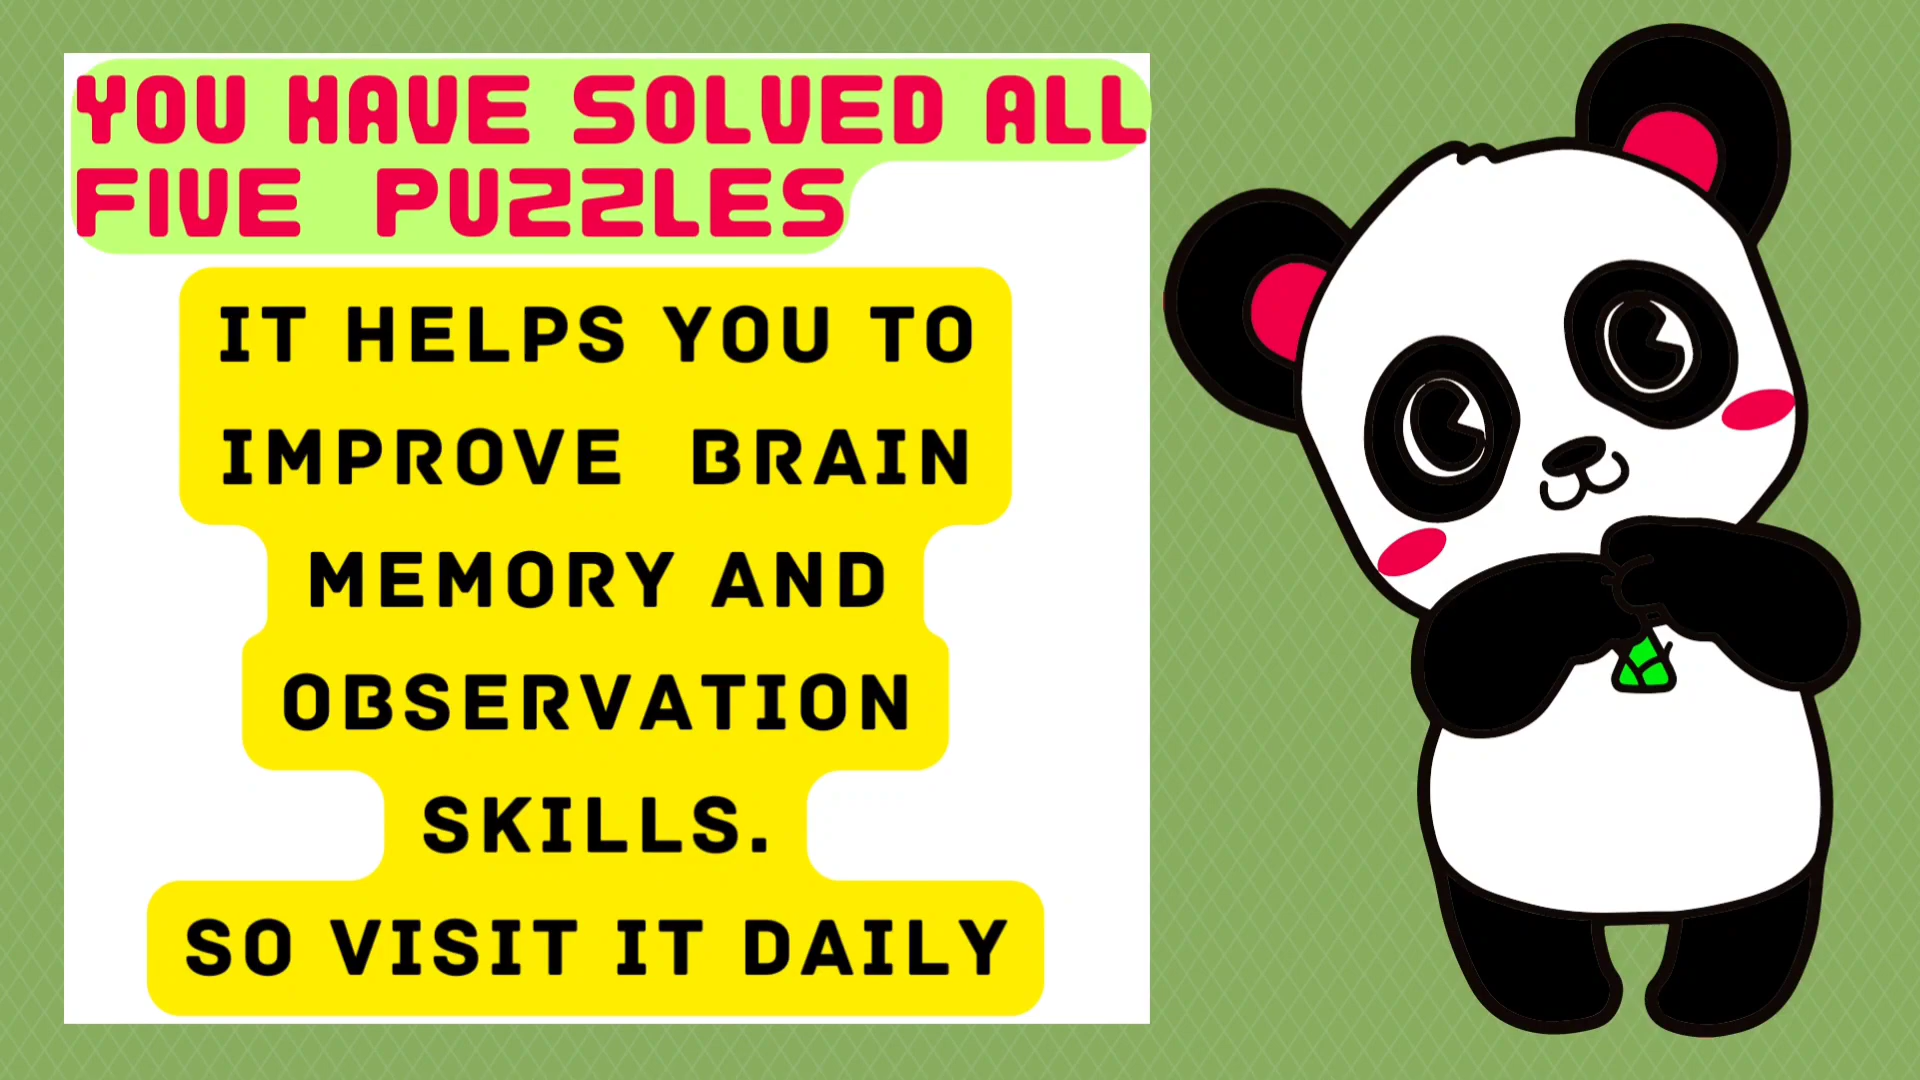 YOU HAVE SOLVED ALL
FIVE PUZZLES
IT HELPS YOU TO
IMPROVE BRAIN
MEMORY AND
OBSERVATION
SKILLS.
SO VISIT IT DAILY